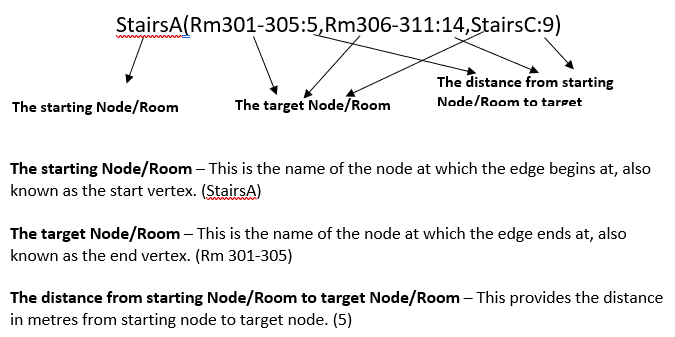 StairsA(Rm301-305:5,Rm306-311:14,StairsC:9)
The distance from starting
The starting Node/Room The target Node/Room Node/Room to target
The starting Node/Room – This is the name of the node at which the edge begins at, also
known as the start vertex. (StairsA)
The target Node/Room – This is the name of the node at which the edge ends at, also
known as the end vertex. (Rm 301-305)
The distance from starting Node/Room to target Node/Room – This provides the distance
in metres from starting node to target node. (5)